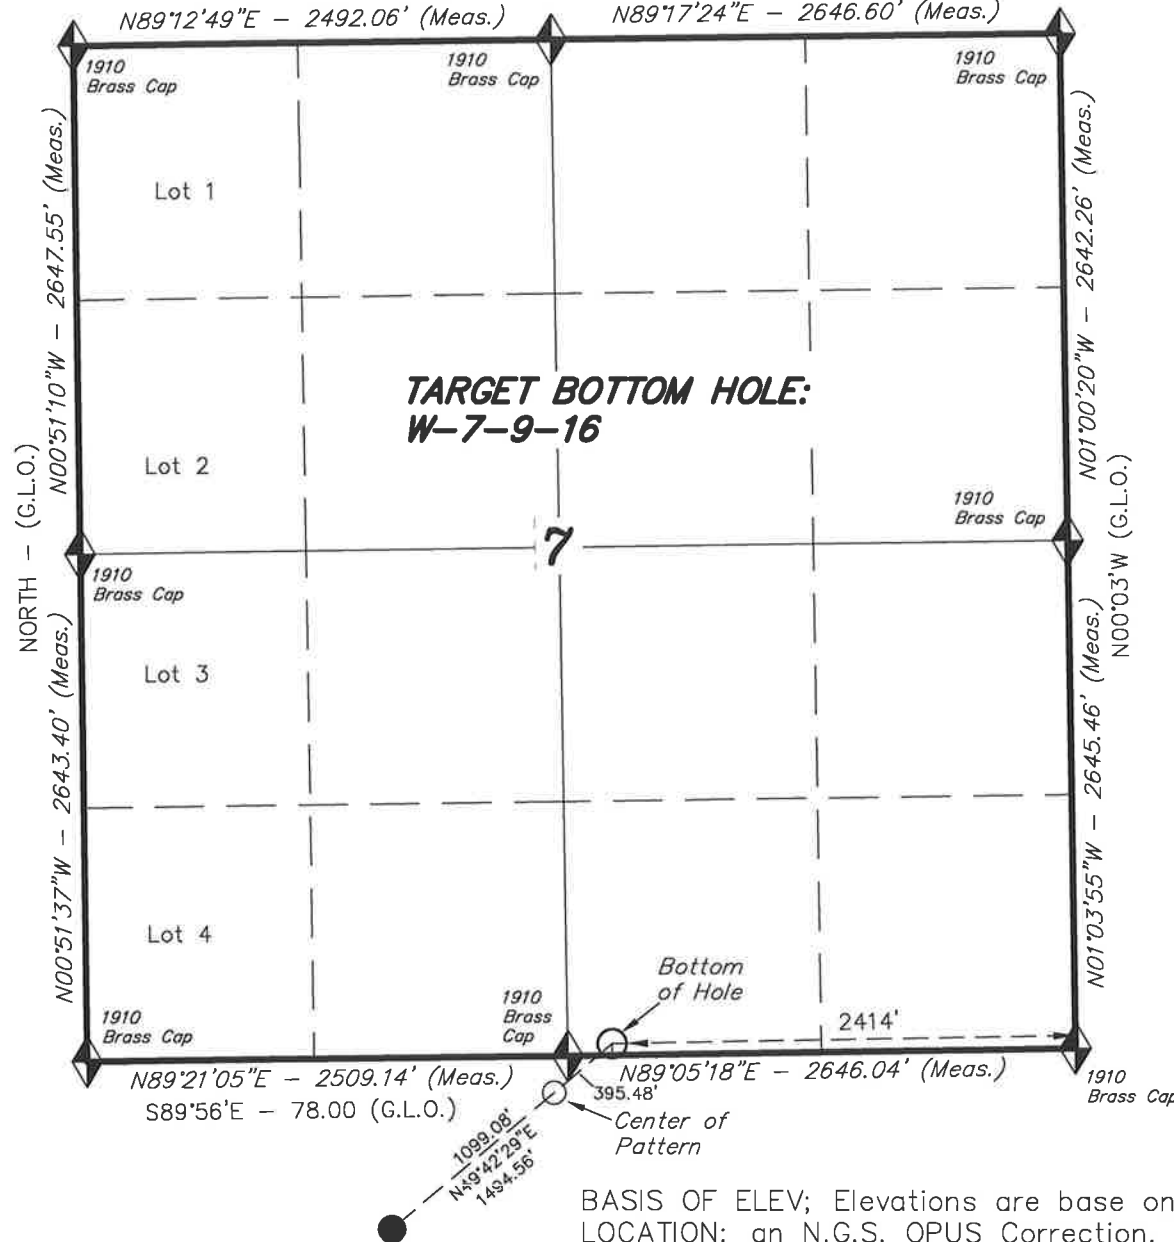 N89°12'49"E - 2492.06' (Meas.)
N89°17'24"E - 2646.60' (Meas.)
1910
Brass Cap
1910
Brass Cap
1910
Brass Cap
N00°51'10"W - 2647.55' (Meas.)
N01°00'20"W - 2642.26' (Meas.)
Lot 1
TARGET BOTTOM HOLE:
W-7-9-16
Lot 2
NORTH - (G.L.O.)
N00°03'W (G.L.O.)
1910
Brass Cap
7
1910
Brass Cap
Lot 3
N00°51'37"W - 2643.40' (Meas.)
N01°03'55"W - 2645.46' (Meas.)
Lot 4
Bottom
of Hole
1910
Brass
Cap
1910
Brass Cap
2414'
N89°21'05"E - 2509.14' (Meas.)
N89°05'18"E - 2646.04' (Meas.)
S89°56'E - 78.00 (G.L.O.)
395.48'
1910
Brass Cap
Center of
Pattern
1099.08'
N49°42'29"E
1494.56'
BASIS OF ELEV; Elevations are base on
LOCATION: an N.G.S. OPUS Correction.